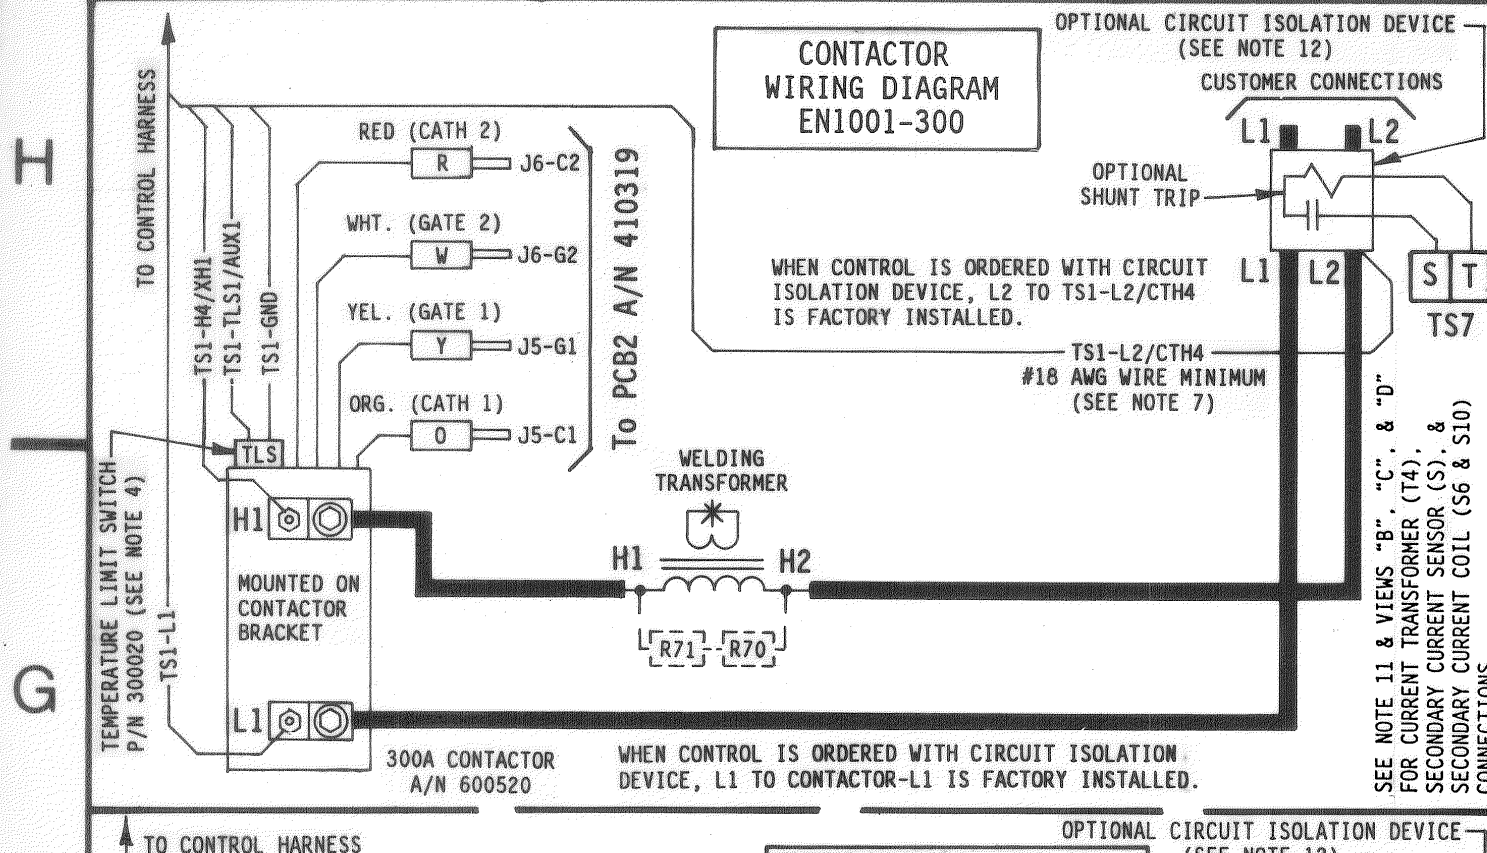 OPTIONAL CIRCUIT ISOLATION DEVICE
(SEE NOTE 12)
CUSTOMER CONNECTIONS
L1
L2
CONTACTOR
WIRING DIAGRAM
EN1001-300
H
TO CONTROL HARNESS
RED (CATH 2)
R
J6-C2
WHT. (GATE 2)
W
J6-G2
YEL. (GATE 1)
Y
J5-G1
ORG. (CATH 1)
O
J5-C1
To PCB2 A/N 410319
TS1-H4/XH1
TS1-TLS1/AUX1
TS1-GND
OPTIONAL
SHUNT TRIP
WHEN CONTROL IS ORDERED WITH CIRCUIT
ISOLATION DEVICE, L2 TO TS1-L2/CTH4
IS FACTORY INSTALLED.
L1
L2
S
T
TS7
TS1-L2/CTH4
#18 AWG WIRE MINIMUM
(SEE NOTE 7)
TLS
TEMPERATURE LIMIT SWITCH
P/N 300020 (SEE NOTE 4)
TS1-L1
WELDING
TRANSFORMER
H1
H1
H2
MOUNTED ON
CONTACTOR
BRACKET
R71
R70
G
L1
300A CONTACTOR
A/N 600520
WHEN CONTROL IS ORDERED WITH CIRCUIT ISOLATION
DEVICE, L1 TO CONTACTOR-L1 IS FACTORY INSTALLED.
SEE NOTE 11 & VIEWS "B", "C", & "D"
FOR CURRENT TRANSFORMER (T4),
SECONDARY CURRENT SENSOR (S), &
SECONDARY CURRENT COIL (S6 & S10)
CONNECTIONS
TO CONTROL HARNESS
OPTIONAL CIRCUIT ISOLATION DEVICE
(SEE NOTE 12)